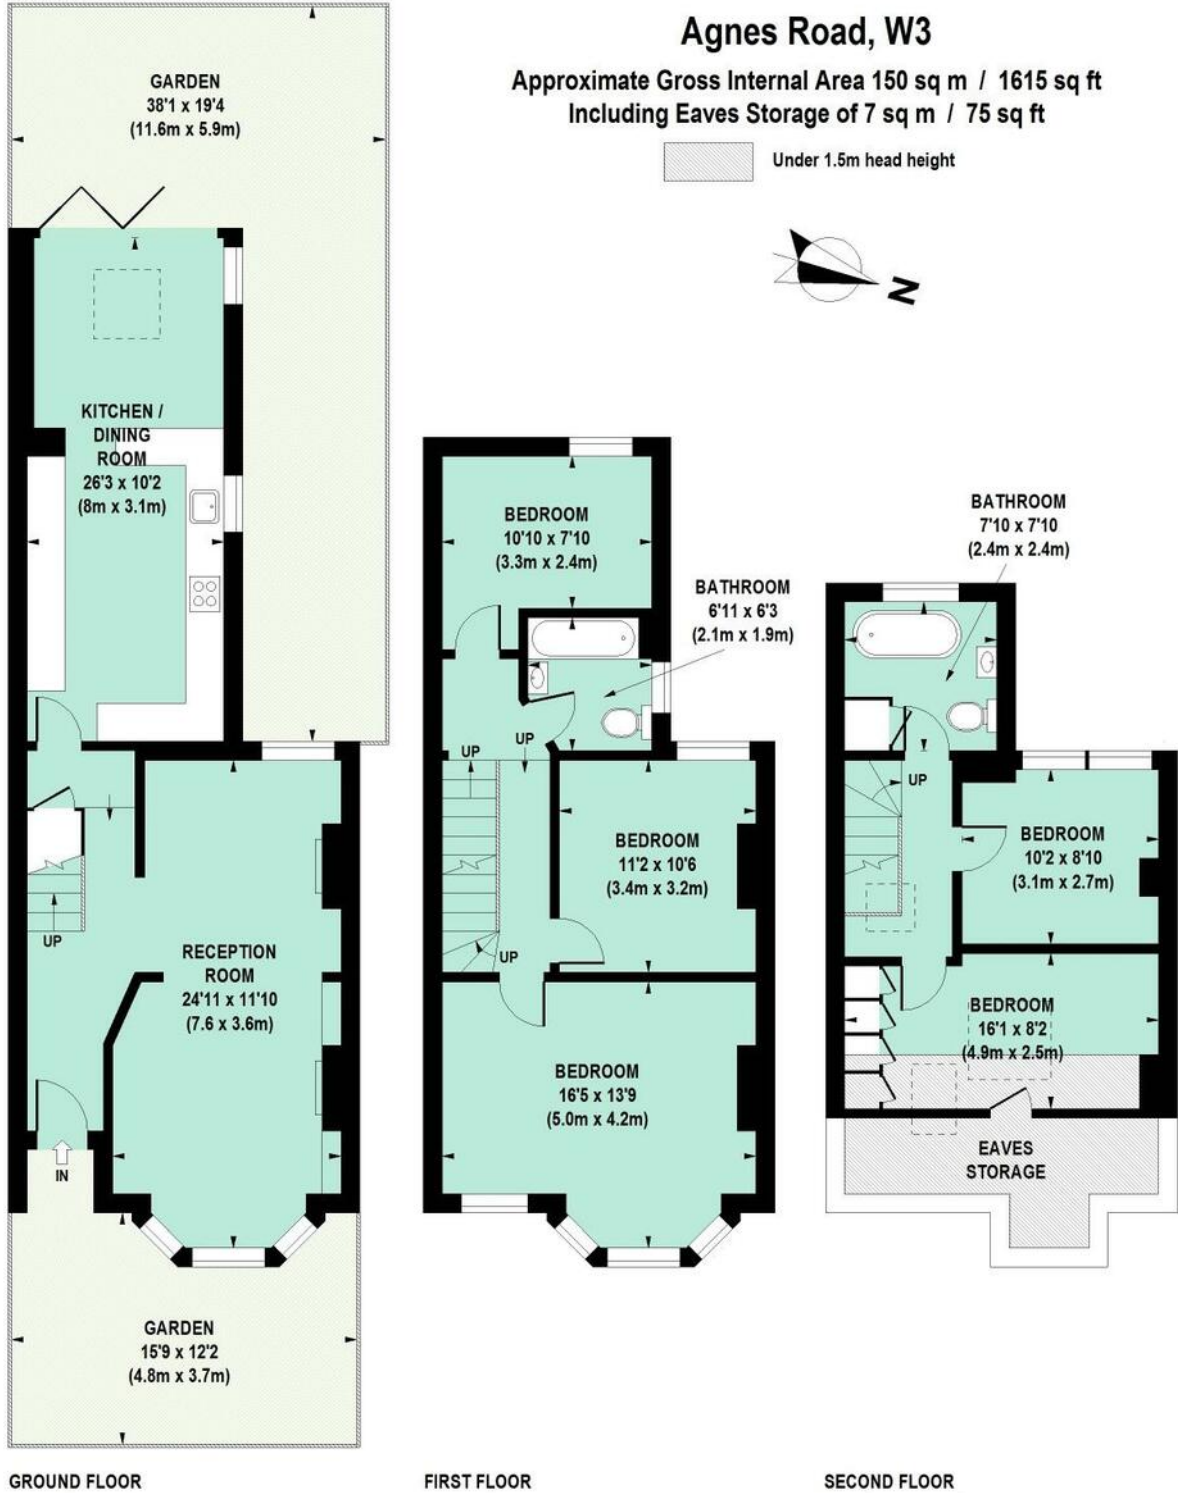 Agnes Road, W3
Approximate Gross Internal Area 150 sq m / 1615 sq ft
Including Eaves Storage of 7 sq m / 75 sq ft
Under 1.5m head height
N
GARDEN
38'1 x 19'4
(11.6m x 5.9m)
KITCHEN /
DINING
ROOM
26'3 x 10'2
(8m x 3.1m)
UP
RECEPTION
ROOM
24'11 x 11'10
(7.6 x 3.6m)
IN
GARDEN
15'9 x 12'2
(4.8m x 3.7m)
GROUND FLOOR
BEDROOM
10'10 x 7'10
(3.3m x 2.4m)
BATHROOM
6'11 x 6'3
(2.1m x 1.9m)
UP
UP
BEDROOM
11'2 x 10'6
(3.4m x 3.2m)
UP
BEDROOM
16'5 x 13'9
(5.0m x 4.2m)
FIRST FLOOR
BATHROOM
7'10 x 7'10
(2.4m x 2.4m)
UP
BEDROOM
10'2 x 8'10
(3.1m x 2.7m)
BEDROOM
16'1 x 8'2
(4.9m x 2.5m)
EAVES
STORAGE
SECOND FLOOR